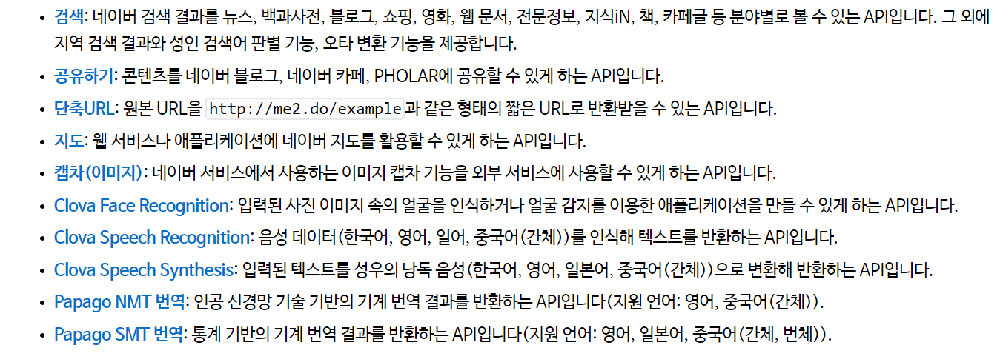 • 검색: 네이버 검색 결과를 뉴스, 백과사전, 블로그, 쇼핑, 영화, 웹 문서, 전문정보, 지식iN, 책, 카페글 등 분야별로 볼 수 있는 API입니다. 그 외에
지역 검색 결과와 성인 검색어 판별 기능, 오타 변환 기능을 제공합니다.
• 공유하기: 콘텐츠를 네이버 블로그, 네이버 카페, PHOLAR에 공유할 수 있게 하는 API입니다.
• 단축URL: 원본 URL을 http://me2.do/example과 같은 형태의 짧은 URL로 반환받을 수 있는 API입니다.
• 지도: 웹 서비스나 애플리케이션에 네이버 지도를 활용할 수 있게 하는 API입니다.
• 캡차(이미지): 네이버 서비스에서 사용하는 이미지 캡차 기능을 외부 서비스에 사용할 수 있게 하는 API입니다.
• Clova Face Recognition: 입력된 사진 이미지 속의 얼굴을 인식하거나 얼굴 감지를 이용한 애플리케이션을 만들 수 있게 하는 API입니다.
• Clova Speech Recognition: 음성 데이터(한국어, 영어, 일어, 중국어(간체))를 인식해 텍스트를 반환하는 API입니다.
• Clova Speech Synthesis: 입력된 텍스트를 성우의 낭독 음성(한국어, 영어, 일본어, 중국어(간체))으로 변환해 반환하는 API입니다.
• Papago NMT 번역: 인공 신경망 기술 기반의 기계 번역 결과를 반환하는 API입니다(지원 언어: 영어, 중국어(간체)).
• Papago SMT 번역: 통계 기반의 기계 번역 결과를 반환하는 API입니다(지원 언어: 영어, 일본어, 중국어(간체, 번체)).